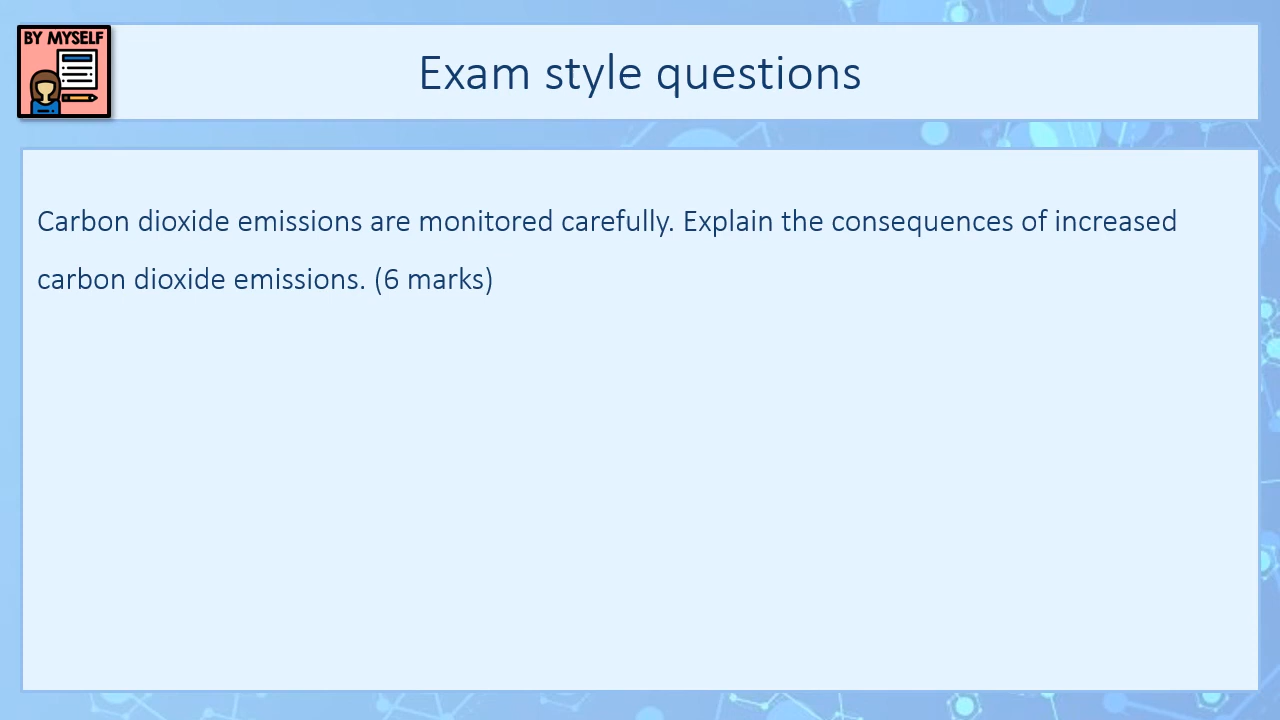 BY MYSELF
Exam style questions
Carbon dioxide emissions are monitored carefully. Explain the consequences of increased
carbon dioxide emissions. (6 marks)